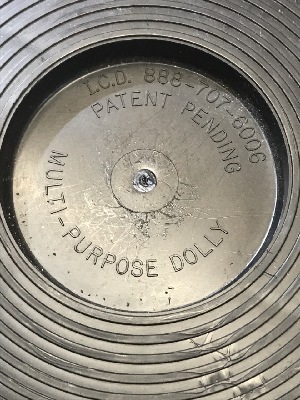 I.C.D. 888-707-6006
PATENT PENDING
MULTI-PURPOSE DOLLY